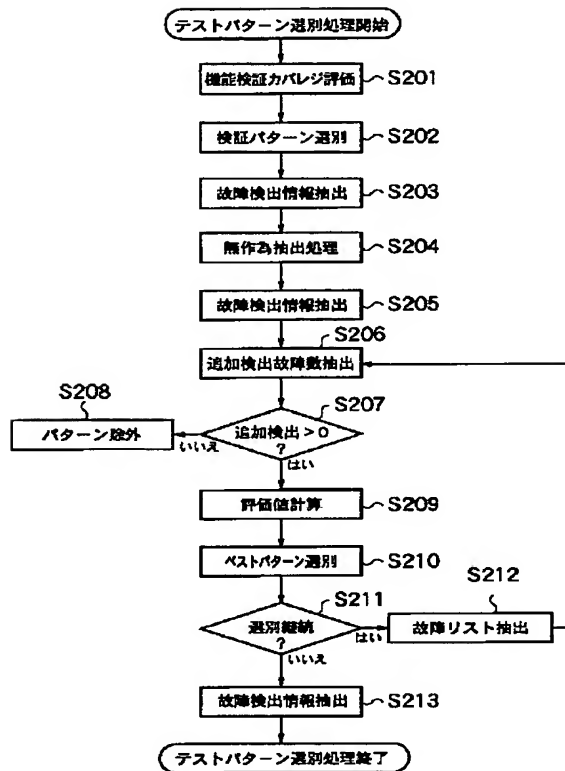 テストパターン選別処理開始
機能検証カバレジ評価 S201
検証パターン選別 S202
故障検出情報抽出 S203
無作為抽出処理 S204
故障検出情報抽出 S205
S206
追加検出故障数抽出
S208
S207
パターン除外
追加検出>0
?
いいえ
はい
評価値計算 S209
ベストパターン選別 S210
S211
S212
選別継続
?
はい
故障リスト抽出
いいえ
故障検出情報抽出 S213
テストパターン選別処理終了